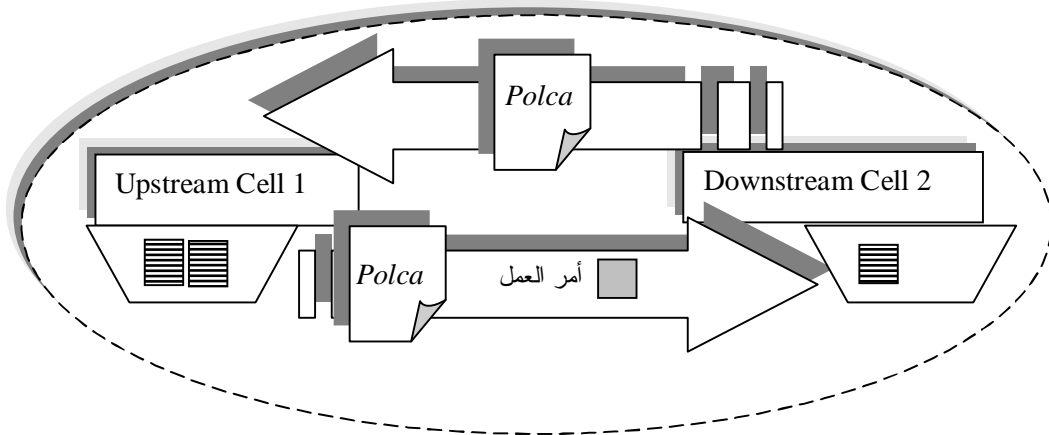 Polca
Upstream Cell 1
Downstream Cell 2
Polca
أمر العمل